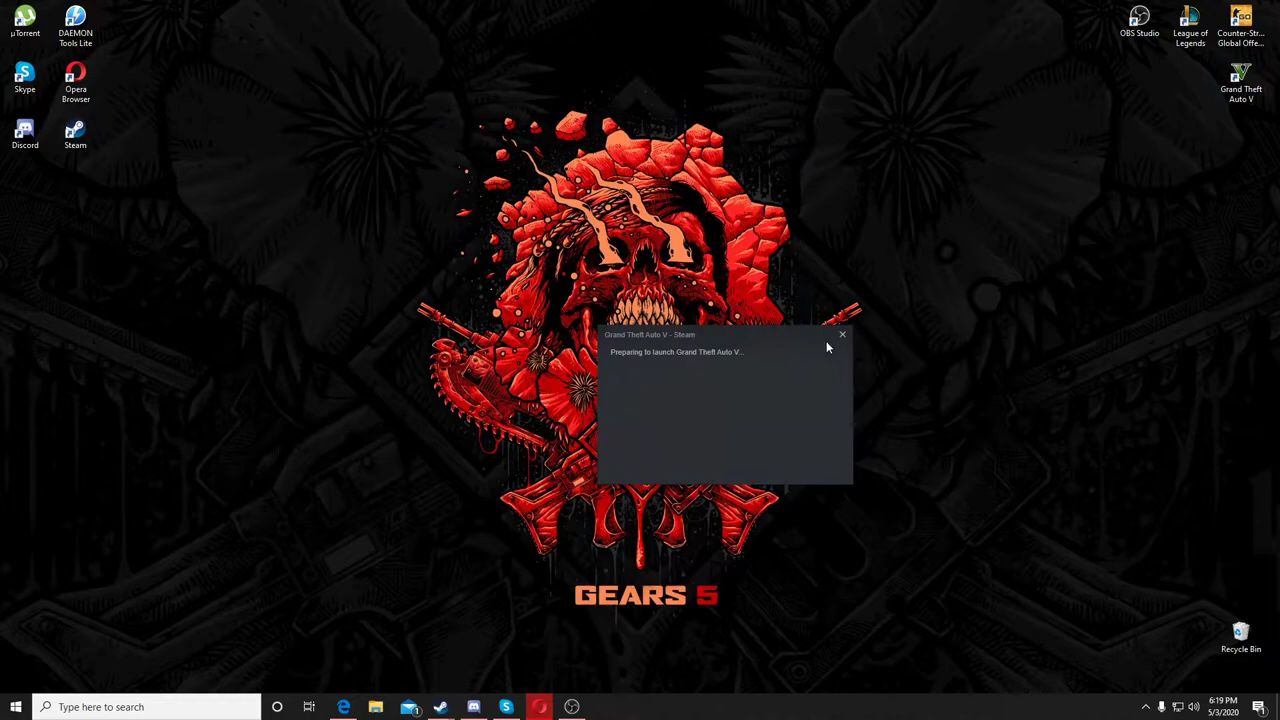 µTorrent
DAEMON
Tools Lite
Skype
Opera
Browser
Discord
Steam
OBS Studio
League of
Legends
Counter-Str...
Global Offe...
GO
Grand Theft
Auto V
Grand Theft Auto V - Steam
Preparing to launch Grand Theft Auto V...
GEARS 5
Recycle Bin
Type here to search
1
6:19 PM
5/3/2020